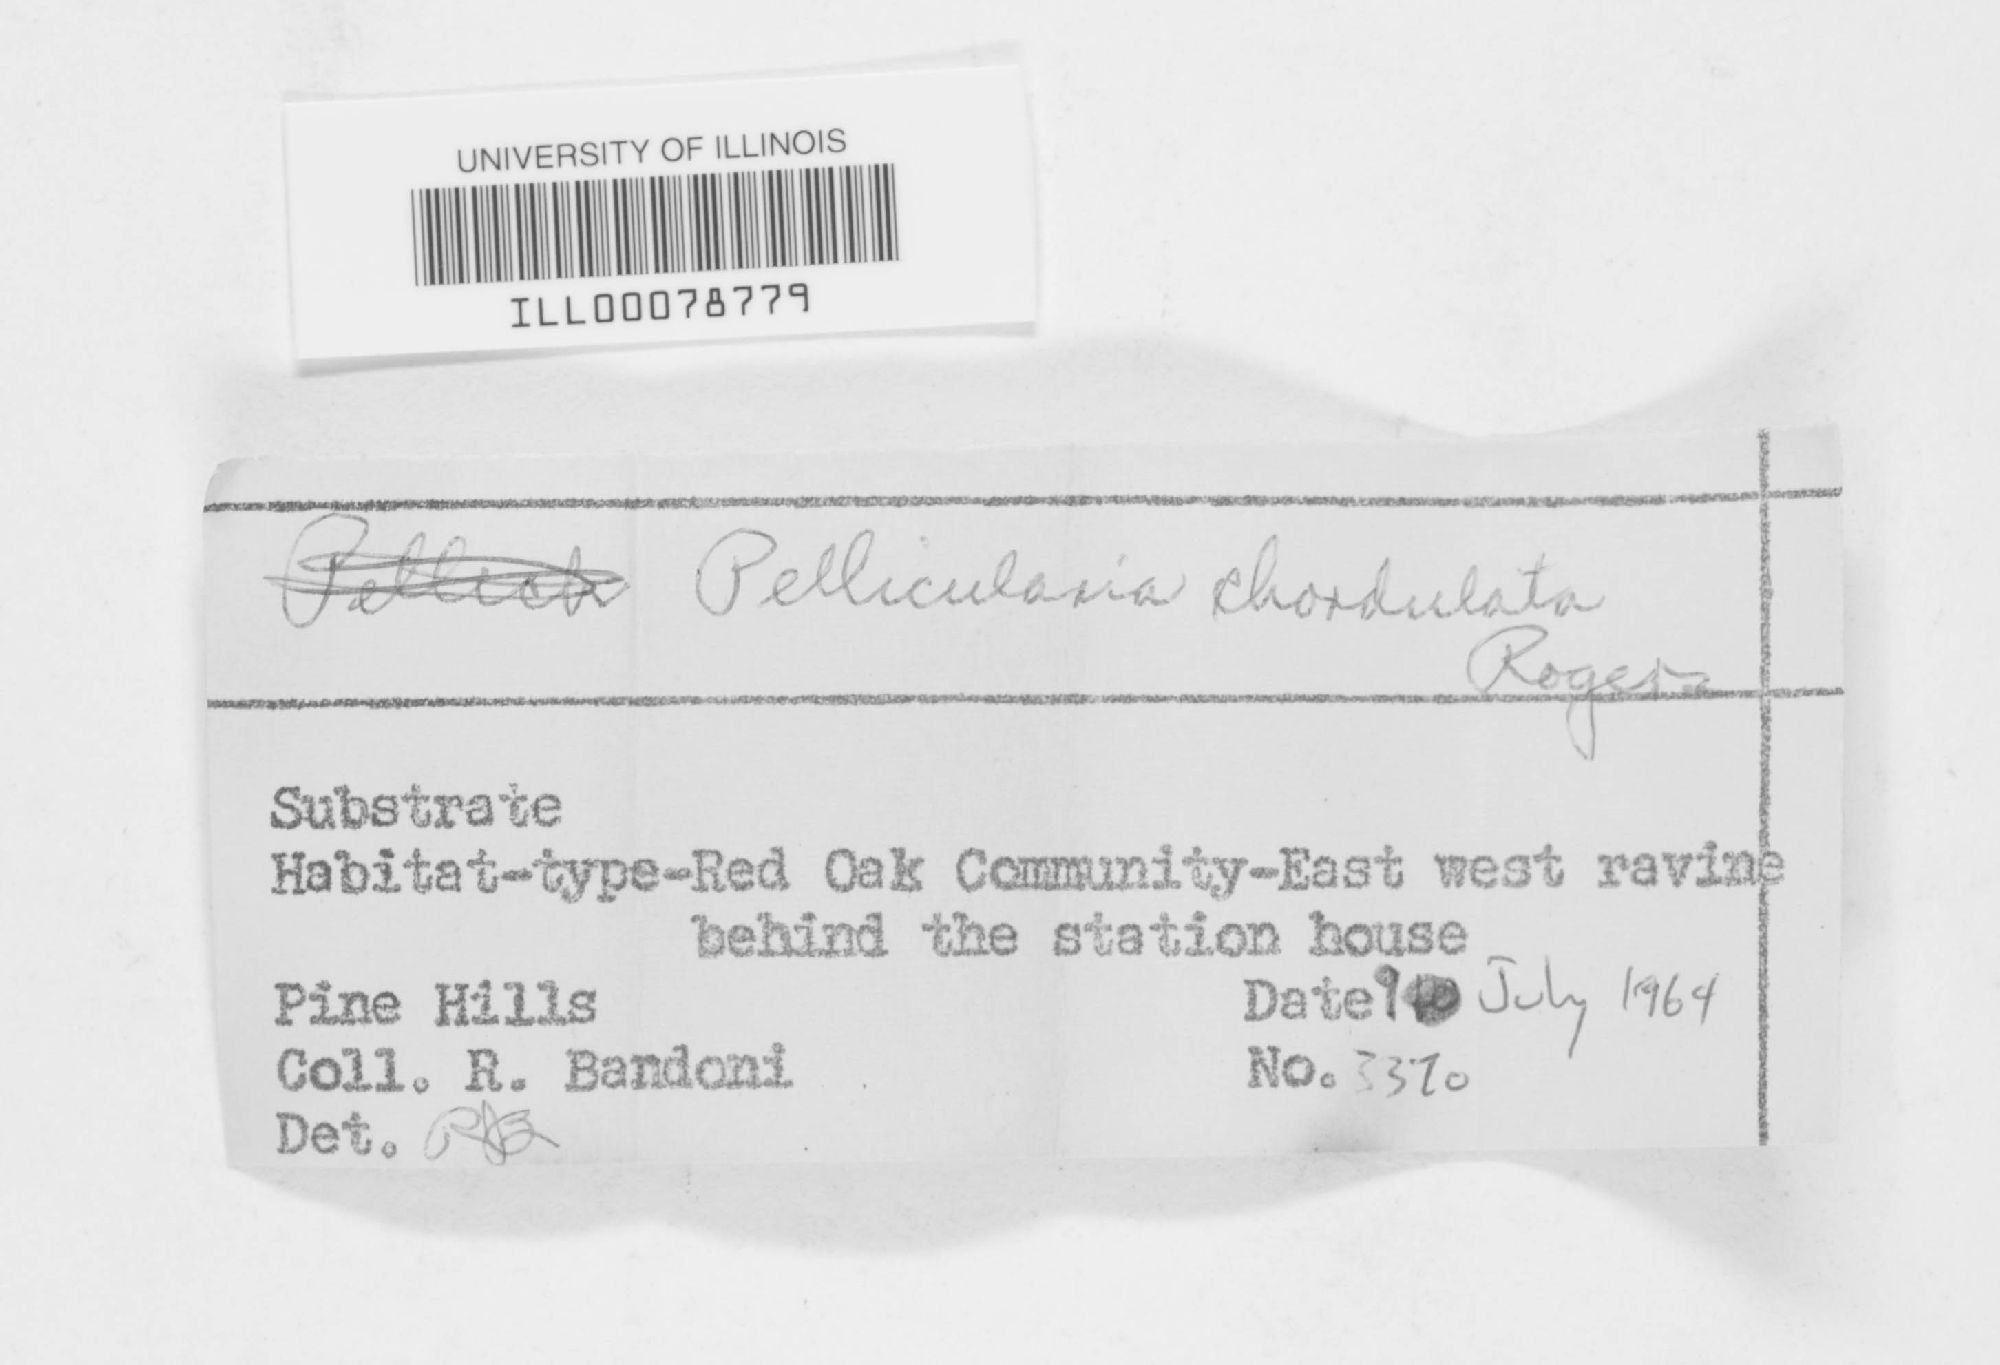 UNIVERSITY OF ILLINOIS
ILL00078779
Pellicularia chordulata
Rogers
Substrate
Habitat-type-Red Oak Community-East west ravine
behind the station house
Pine Hills
Date 9 July 1964
Coll. R. Bandoni
No. 3370
Det.